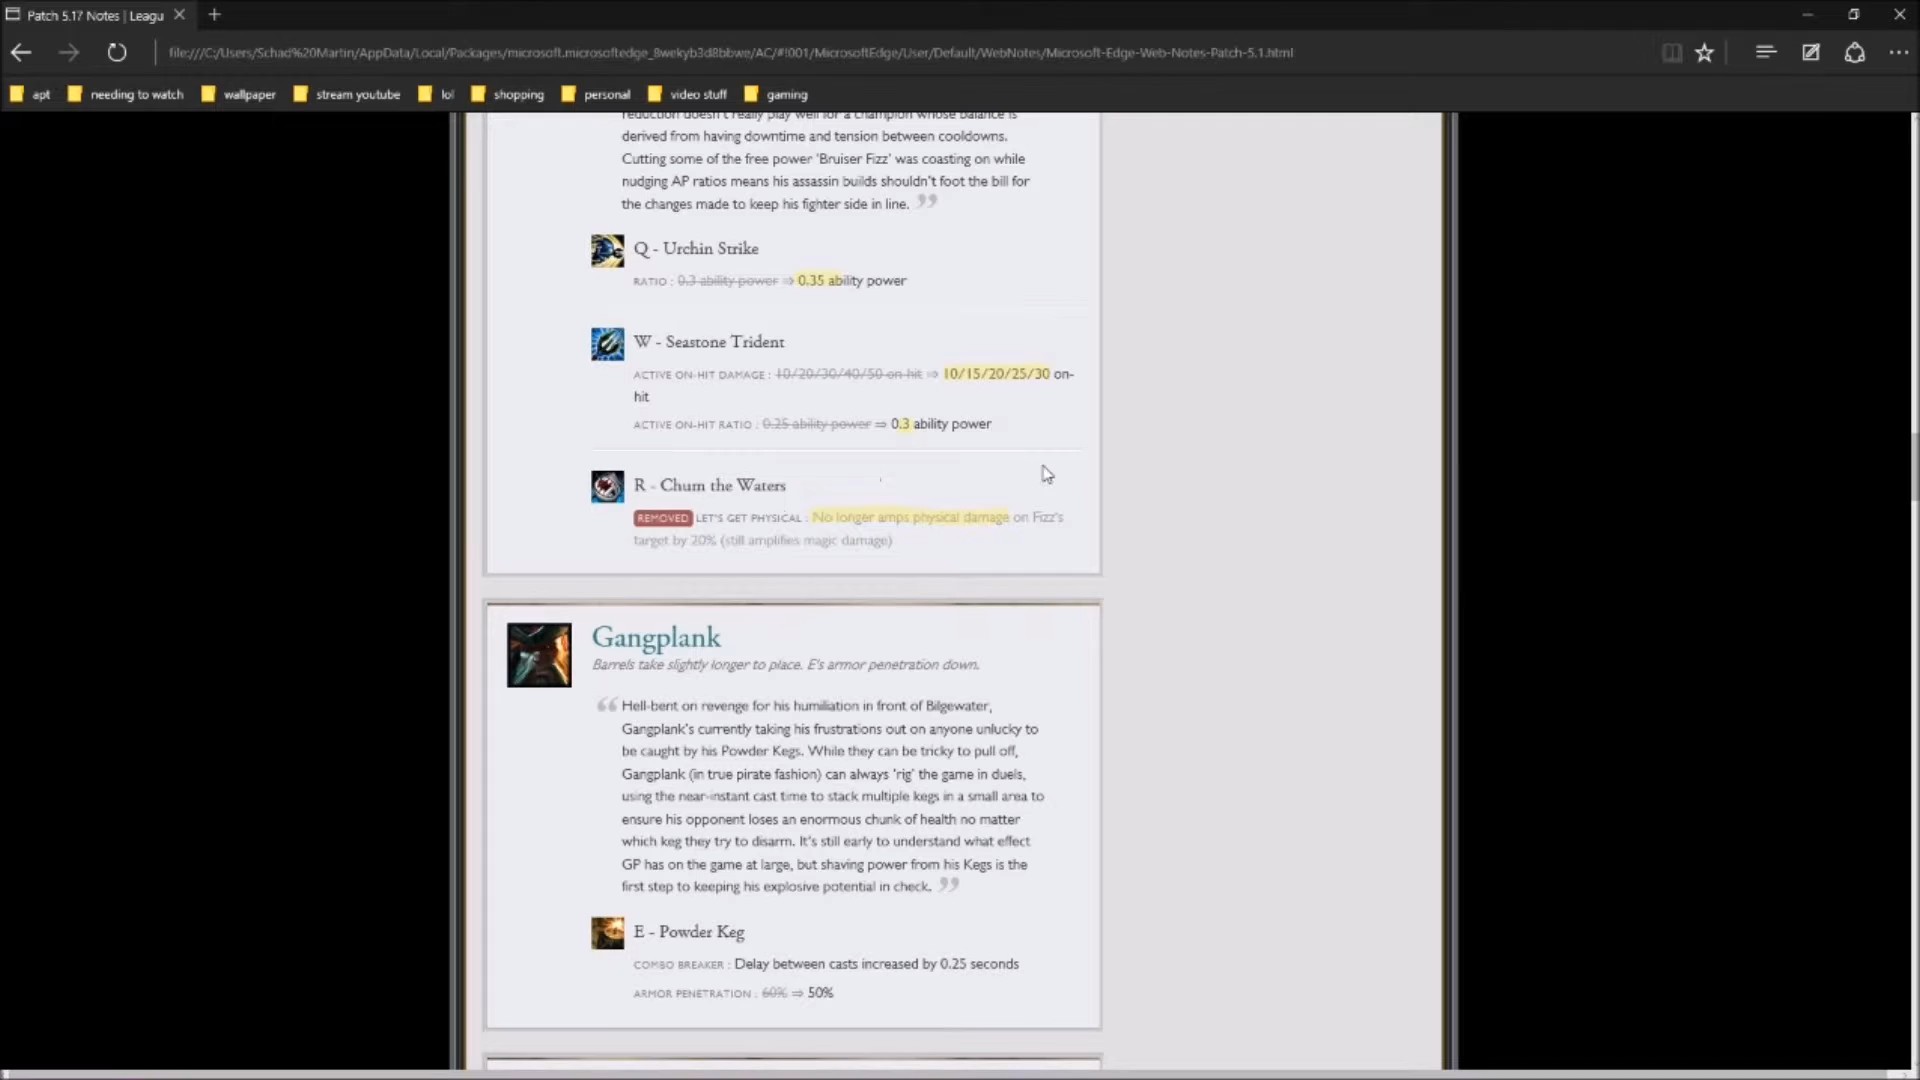 Patch 5.17 Notes | Leagu
file:///C:/Users/Schad%20Martin/AppData/Local/Packages/microsoft.microsoftedge_8wekyb3d8bbwe/AC/#!001/MicrosoftEdge/User/Default/WebNotes/Microsoft-Edge-Web-Notes-Patch-5.1.html
apt needing to watch wallpaper stream youtube lol shopping personal video stuff gaming
reduction doesn't really play well for a champion whose balance is
derived from having downtime and tension between cooldowns.
Cutting some of the free power 'Bruiser Fizz' was coasting on while
nudging AP ratios means his assassin builds shouldn't foot the bill for
the changes made to keep his fighter side in line. ”
Q - Urchin Strike
RATIO : 0.3 ability power ⇒ 0.35 ability power
W - Seastone Trident
ACTIVE ON-HIT DAMAGE : 10/20/30/40/50 on-hit ⇒ 10/15/20/25/30 on-
hit
ACTIVE ON-HIT RATIO : 0.25 ability power ⇒ 0.3 ability power
R - Chum the Waters
REMOVED LET'S GET PHYSICAL : No longer amps physical damage on Fizz's
target by 20% (still amplifies magic damage)
Gangplank
Barrels take slightly longer to place. E's armor penetration down.
“ Hell-bent on revenge for his humiliation in front of Bilgewater,
Gangplank's currently taking his frustrations out on anyone unlucky to
be caught by his Powder Kegs. While they can be tricky to pull off,
Gangplank (in true pirate fashion) can always 'rig' the game in duels,
using the near-instant cast time to stack multiple kegs in a small area to
ensure his opponent loses an enormous chunk of health no matter
which keg they try to disarm. It's still early to understand what effect
GP has on the game at large, but shaving power from his Kegs is the
first step to keeping his explosive potential in check. ”
E - Powder Keg
COMBO BREAKER : Delay between casts increased by 0.25 seconds
ARMOR PENETRATION : 60% ⇒ 50%